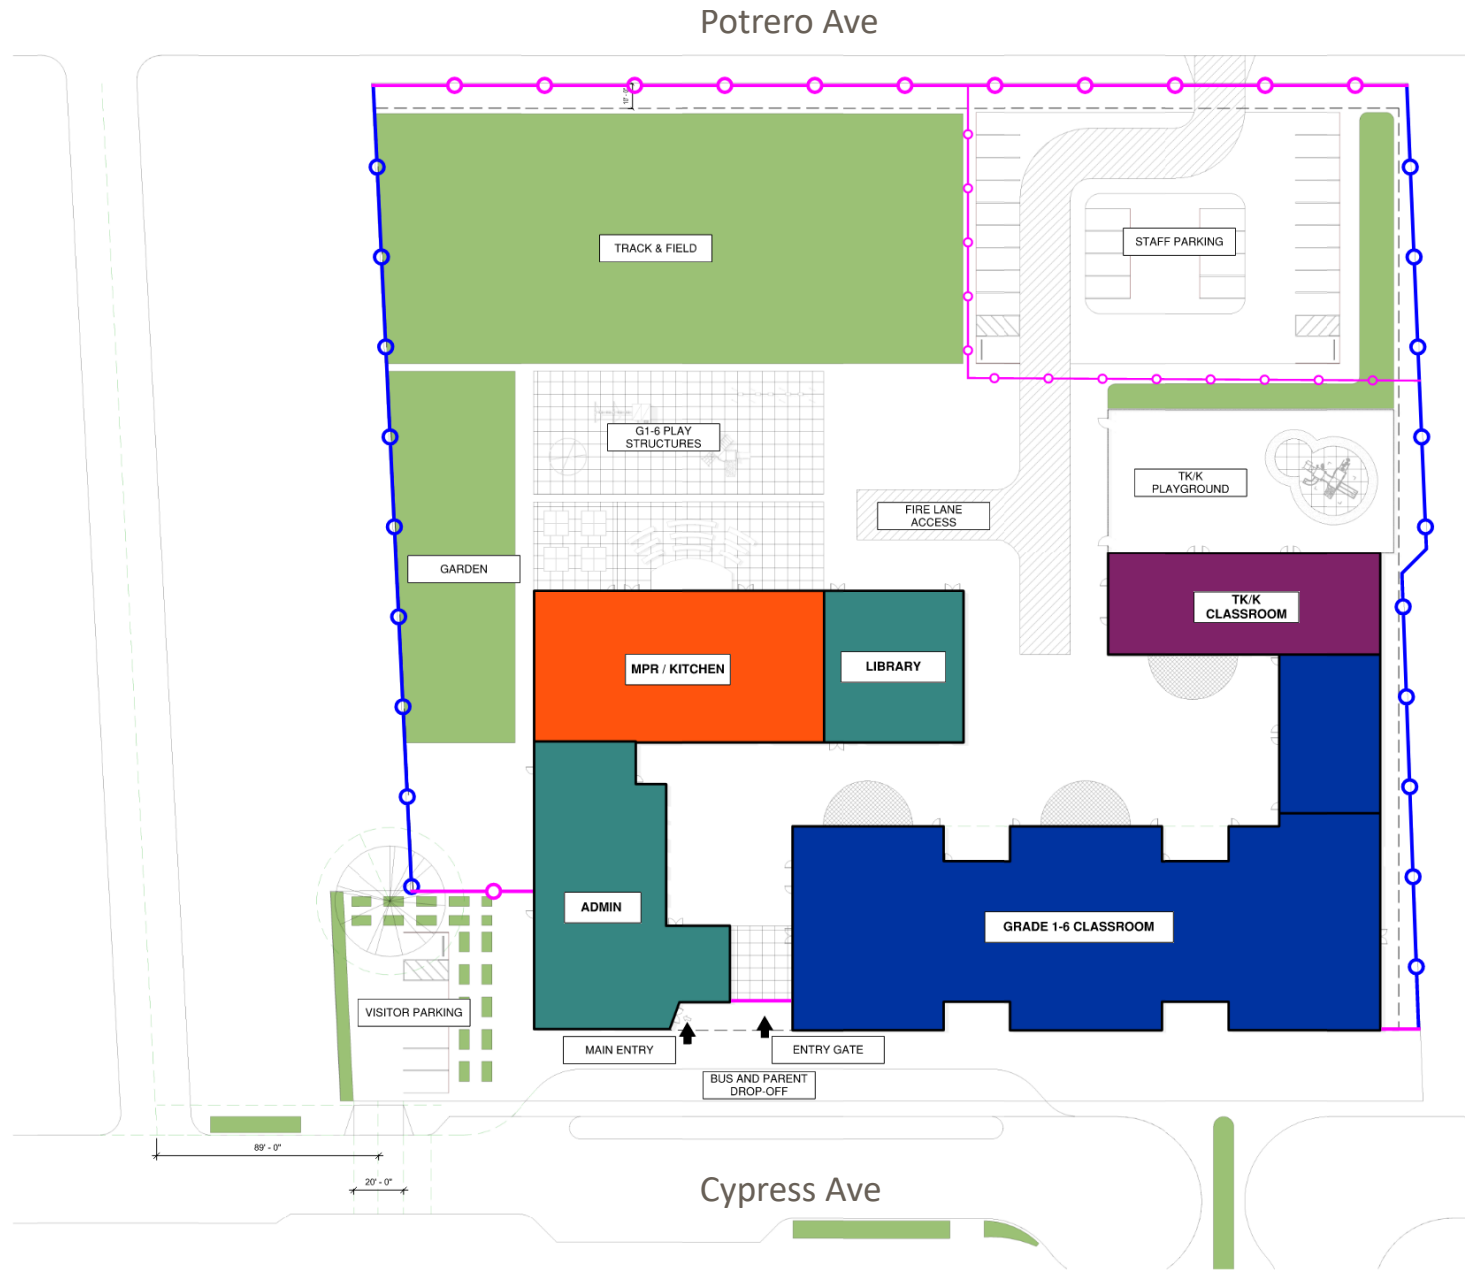 Potrero Ave
TRACK & FIELD
STAFF PARKING
G1-6 PLAY
STRUCTURES
TK/K
PLAYGROUND
FIRE LANE
ACCESS
GARDEN
TK/K
CLASSROOM
MPR / KITCHEN
LIBRARY
ADMIN
GRADE 1-6 CLASSROOM
VISITOR PARKING
MAIN ENTRY
ENTRY GATE
BUS AND PARENT
DROP-OFF
89' - 0"
20' - 0"
Cypress Ave